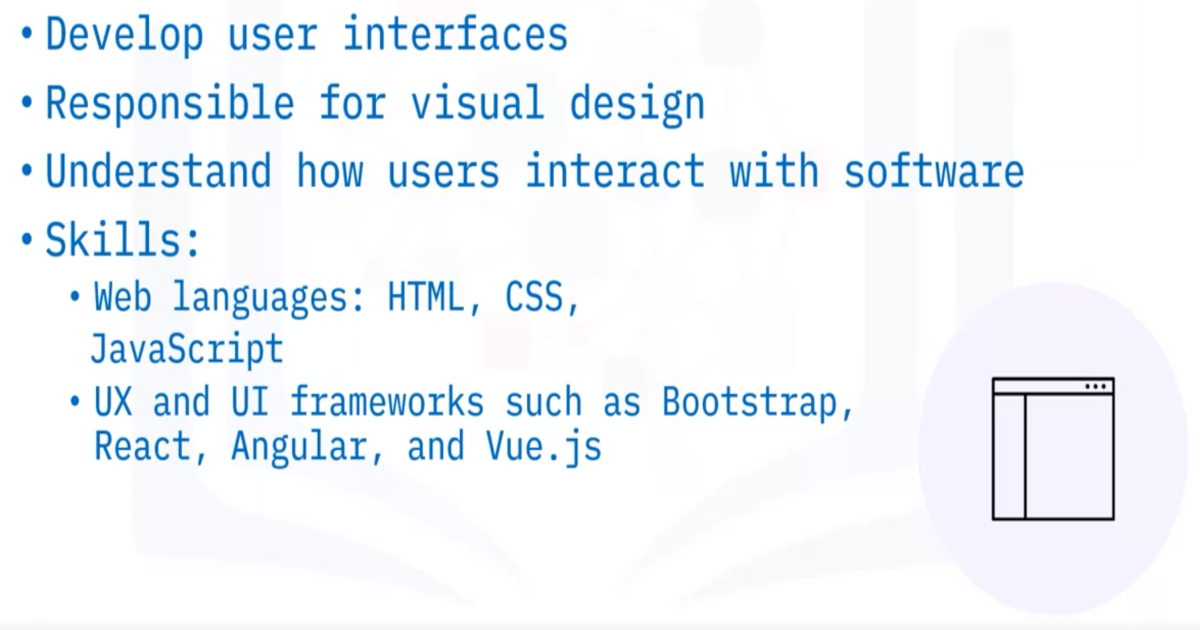 • Develop user interfaces
• Responsible for visual design
• Understand how users interact with software
• Skills:
• Web languages: HTML, CSS,
JavaScript
• UX and UI frameworks such as Bootstrap,
React, Angular, and Vue.js